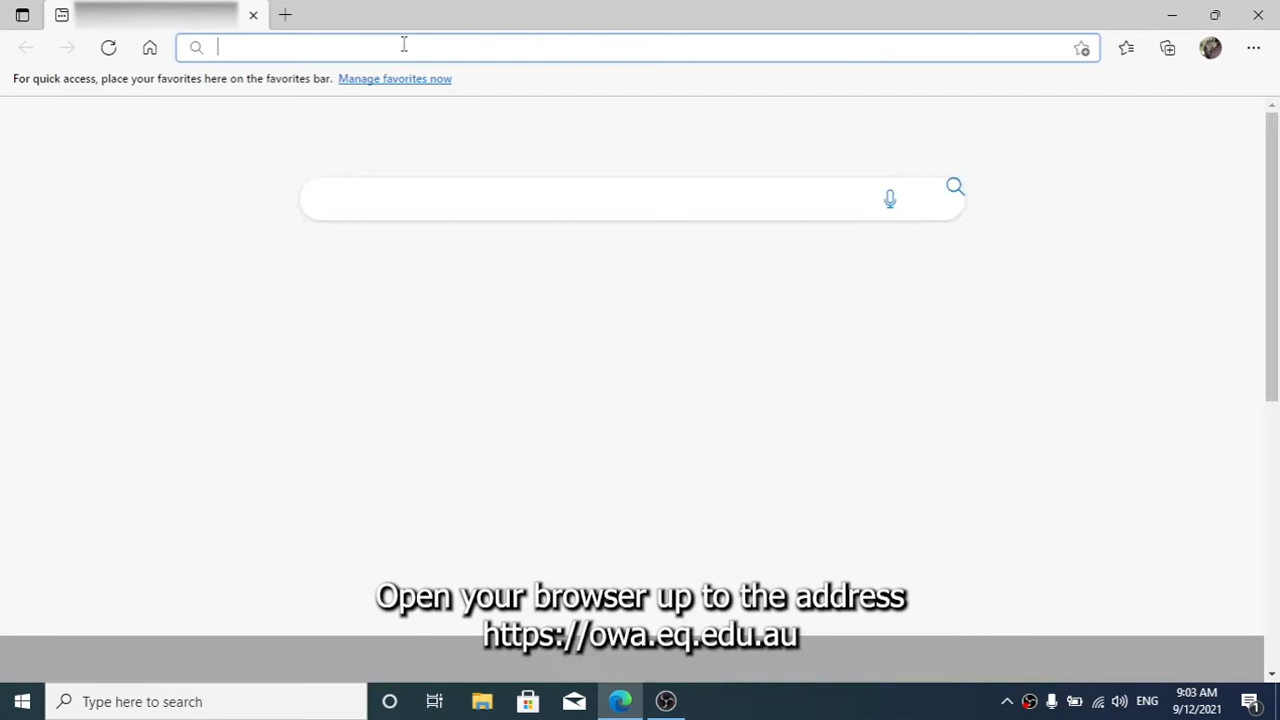 For quick access, place your favorites here on the favorites bar. Manage favorites now
Open your browser up to the address
https://owa.eq.edu.au
Type here to search
ENG
9:03 AM
9/12/2021
1